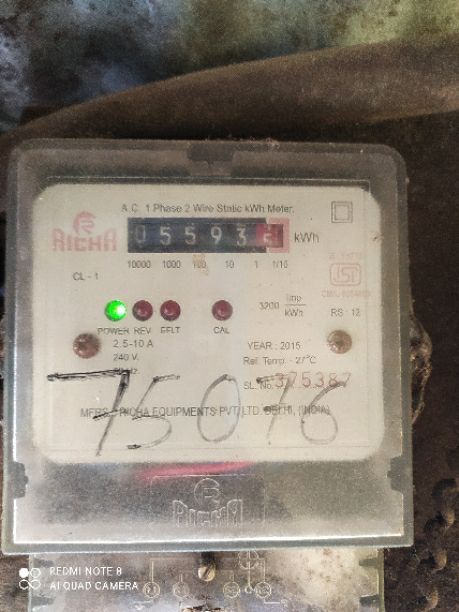 A.C. 1 Phase 2 Wire Static kWh Meter.
RICHA
05593
kWh
10000 1000 100 10 1 1/10
CL - 1
3200 imp/kWh
RS : 12
POWER REV E/LT CAL
2.5-10 A
240 V.
YEAR : 2015
Ref. Temp. - 27°C
SL. No. 375387
MFRS : RICHA EQUIPMENTS PVT. LTD. DELHI, (INDIA)
75076
RICHA
REDMI NOTE 8
AI QUAD CAMERA